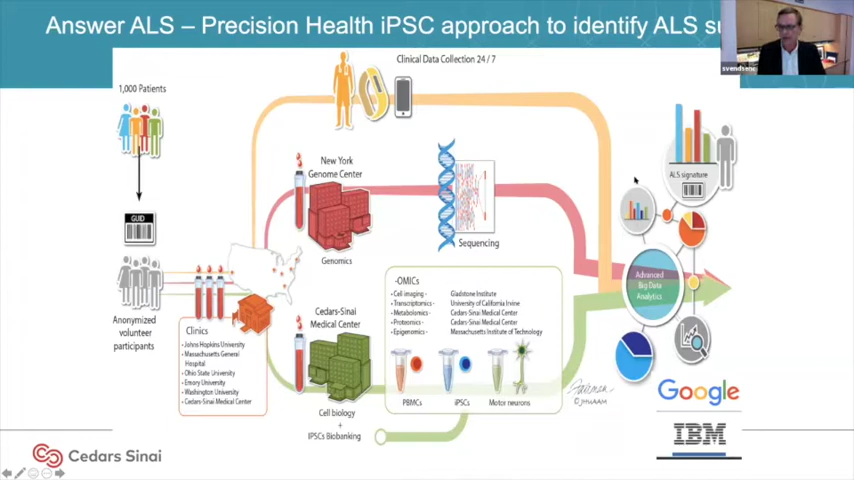 Answer ALS – Precision Health iPSC approach to identify ALS su
svendsenc
Clinical Data Collection 24 / 7
1,000 Patients
GUID
Anonymized
volunteer
participants
Clinics
• Johns Hopkins University
• Massachusetts General
Hospital
• Ohio State University
• Emory University
• Washington University
• Cedars-Sinai Medical Center
New York
Genome Center
Genomics
Sequencing
Cedars-Sinai
Medical Center
Cell biology
+
IPSCs Biobanking
-OMICS
• Cell imaging - Gladstone Institute
• Transcriptomics - University of California Irvine
• Metabolomics - Cedars-Sinai Medical Center
• Proteomics - Cedars-Sinai Medical Center
• Epigenomics - Massachusetts Institute of Technology
PBMCs
iPSCs
Motor neurons
ALS signature
Advanced
Big Data
Analytics
Google
IBM
Cedars Sinai